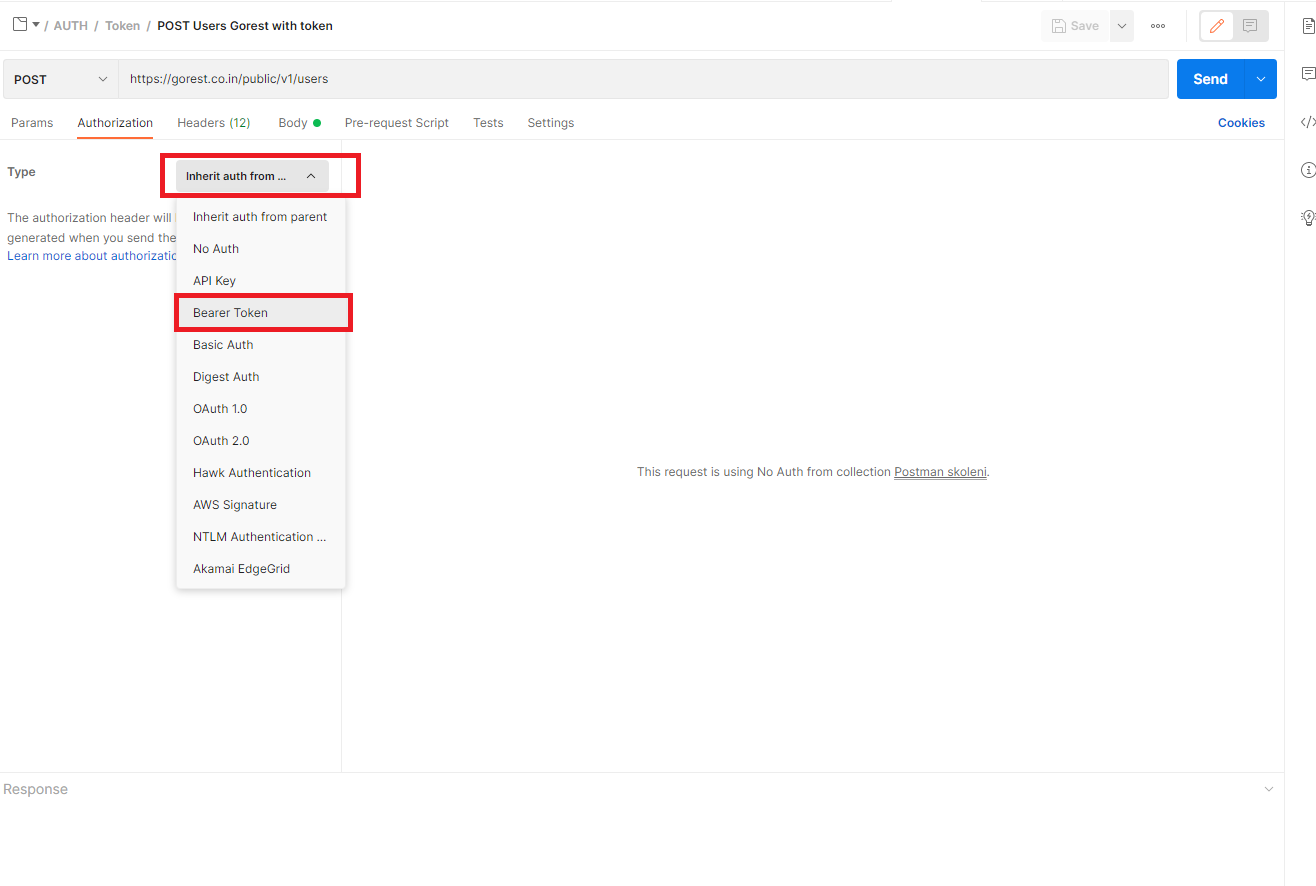 / AUTH / Token / POST Users Gorest with token
Save
POST
https://gorest.co.in/public/v1/users
Send
Params
Authorization
Headers (12)
Body
Pre-request Script
Tests
Settings
Cookies
Type
Inherit auth from ...
The authorization header will
generated when you send the
Learn more about authorizatio
Inherit auth from parent
No Auth
API Key
Bearer Token
Basic Auth
Digest Auth
OAuth 1.0
OAuth 2.0
Hawk Authentication
AWS Signature
NTLM Authentication ...
Akamai EdgeGrid
This request is using No Auth from collection Postman skoleni.
Response